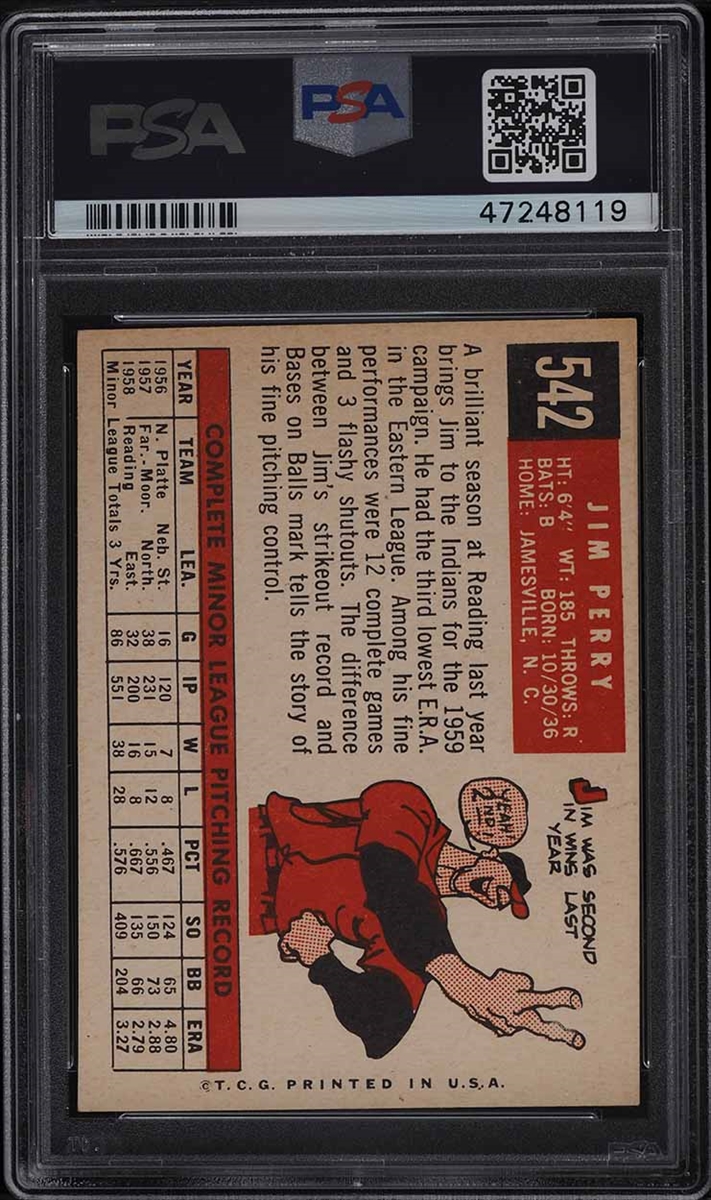 PSA
PSA
47248119
542
JIM PERRY
HT: 6'4" WT: 185 THROWS: R
BATS: B BORN: 10/30/36
HOME: JAMESVILLE, N. C.
A brilliant season at Reading last year
brings Jim to the Indians for the 1959
campaign. He had the third lowest E.R.A.
in the Eastern League. Among his fine
performances were 12 complete games
and 3 flashy shutouts. The difference
between Jim's strikeout record and
Bases on Balls mark tells the story of
his fine pitching control.
JIM WAS SECOND
IN WINS LAST
YEAR
YEAH!
COMPLETE MINOR LEAGUE PITCHING RECORD
YEAR TEAM LEA. G IP W L PCT SO BB ERA
1956 N. Platte Neb. St. 16 120 7 8 .467 124 65 4.80
1957 Far.-Moor. North. 38 231 15 12 .556 150 73 2.88
1958 Reading East. 32 200 16 8 .667 135 66 2.79
Minor League Totals 3 Yrs. 86 551 38 28 .576 409 204 3.27
© T. C. G. PRINTED IN U.S.A.
PSA